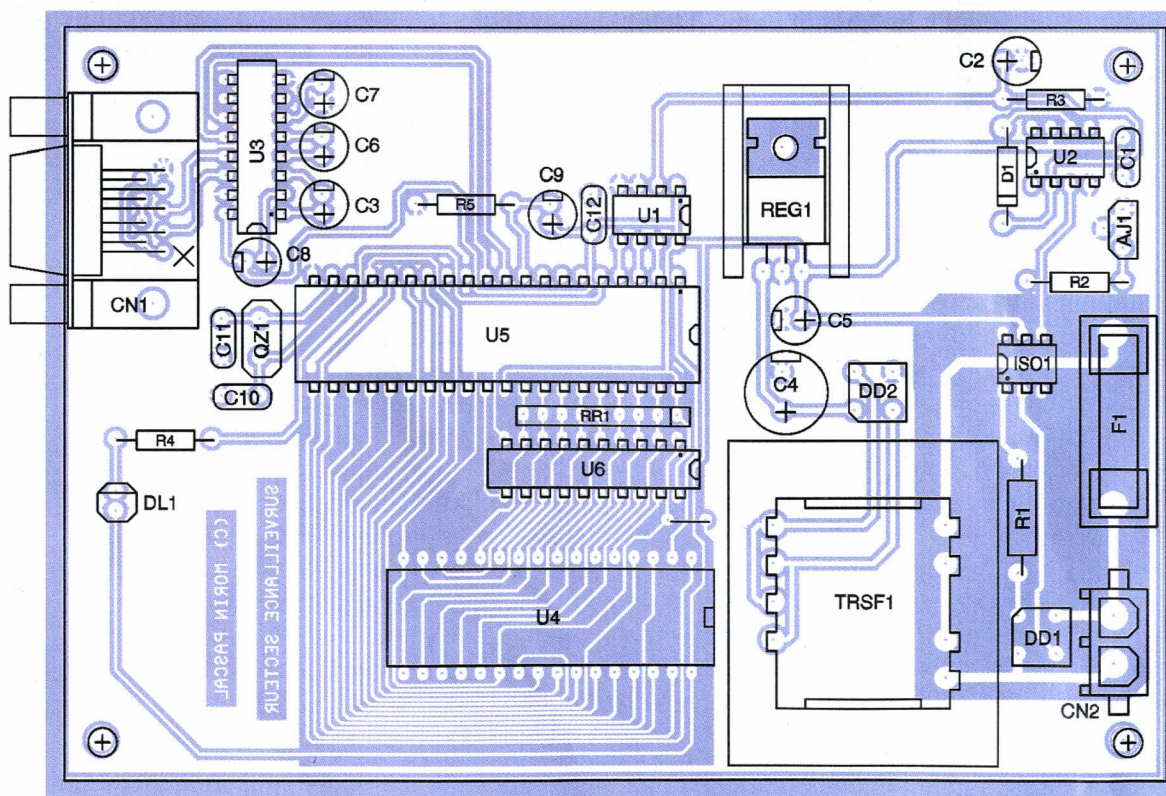 C2
C7
R3
U3
C6
U2
C1
C9
D1
C3
R5
C12
U1
REG1
AJ1
C8
R2
CN1
C11
QZ1
U5
C5
ISO1
C4
DD2
C10
RR1
F1
R4
U6
DL1
R1
TRSF1
U4
DD1
CN2
SURVEILLANCE SECTEUR
(C) MORIN PASCAL